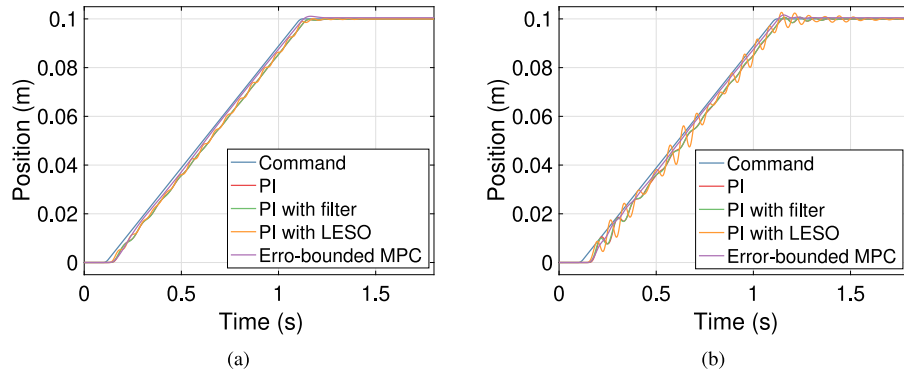 0.1
0.08
0.06
0.04
0.02
0
Position (m)
0
0.5
1
1.5
Time (s)
Command
PI
PI with filter
PI with LESO
Erro-bounded MPC
(a)
0.1
0.08
0.06
0.04
0.02
0
Position (m)
0
0.5
1
1.5
Time (s)
Command
PI
PI with filter
PI with LESO
Error-bounded MPC
(b)